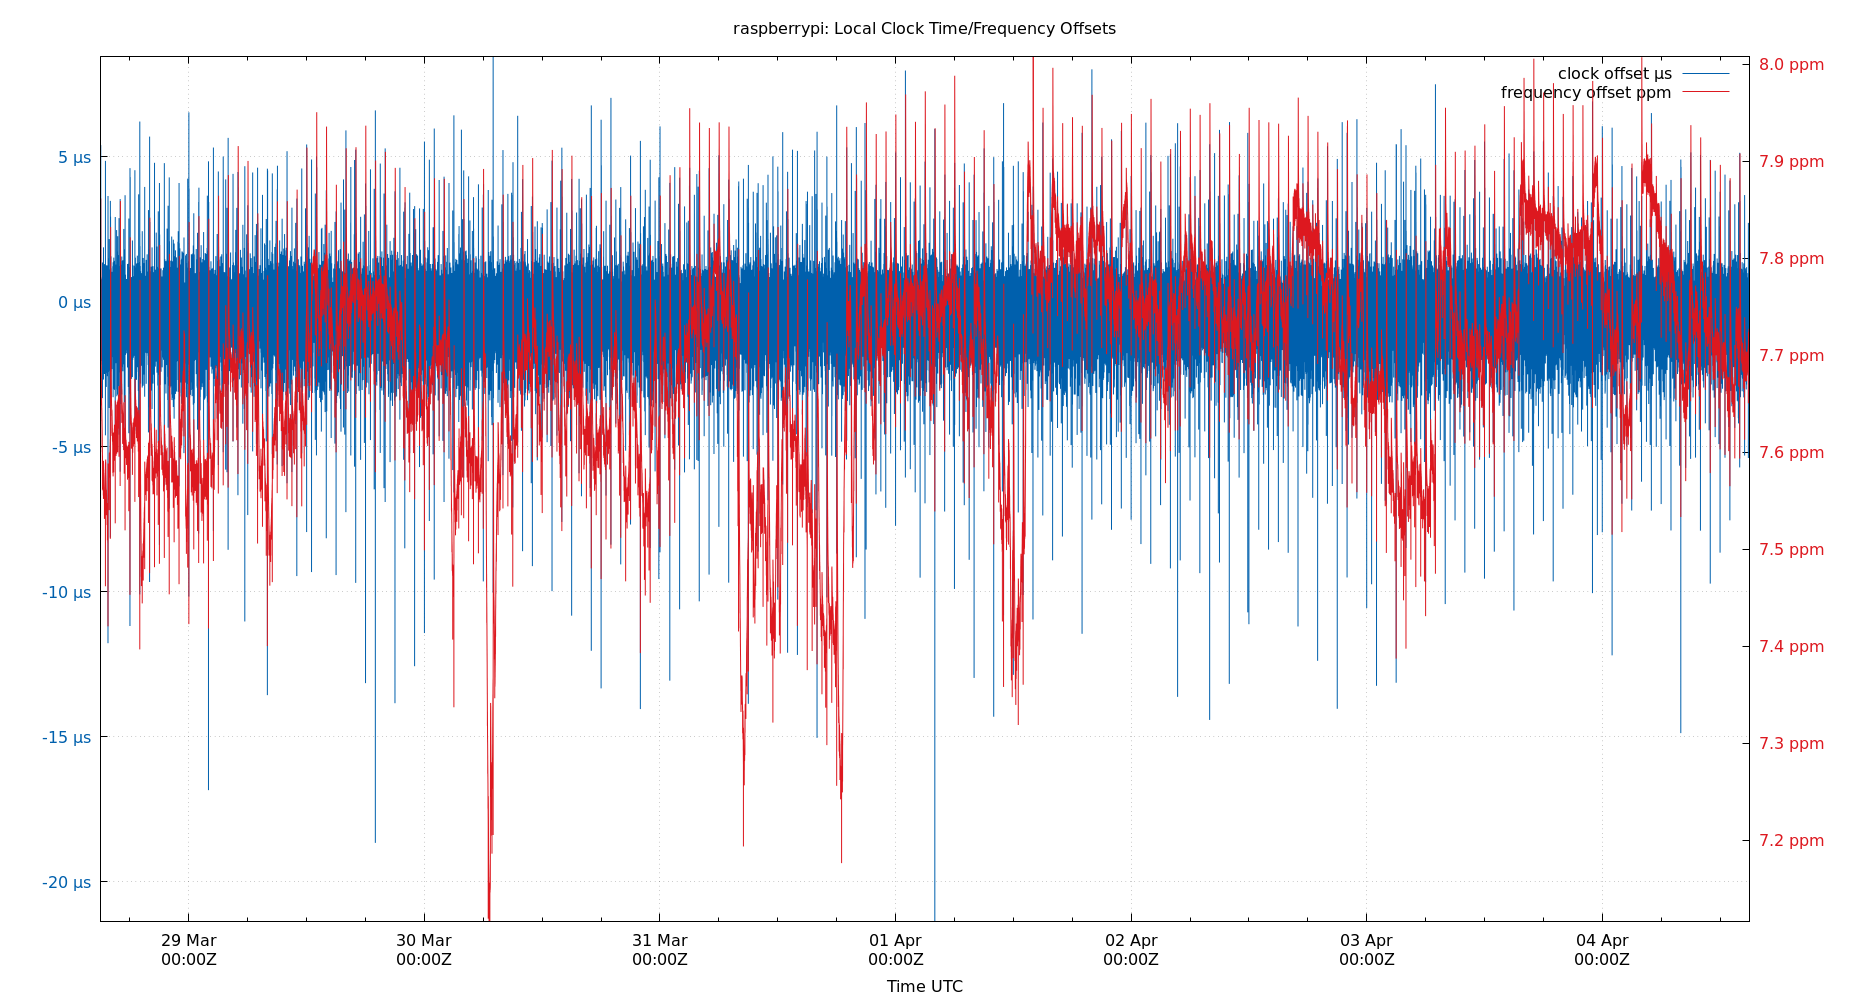 raspberrypi: Local Clock Time/Frequency Offsets
clock offset µs
frequency offset ppm
5 µs
0 µs
-5 µs
-10 µs
-15 µs
-20 µs
8.0 ppm
7.9 ppm
7.8 ppm
7.7 ppm
7.6 ppm
7.5 ppm
7.4 ppm
7.3 ppm
7.2 ppm
29 Mar 30 Mar 31 Mar 01 Apr 02 Apr 03 Apr 04 Apr
00:00Z 00:00Z 00:00Z 00:00Z 00:00Z 00:00Z 00:00Z
Time UTC